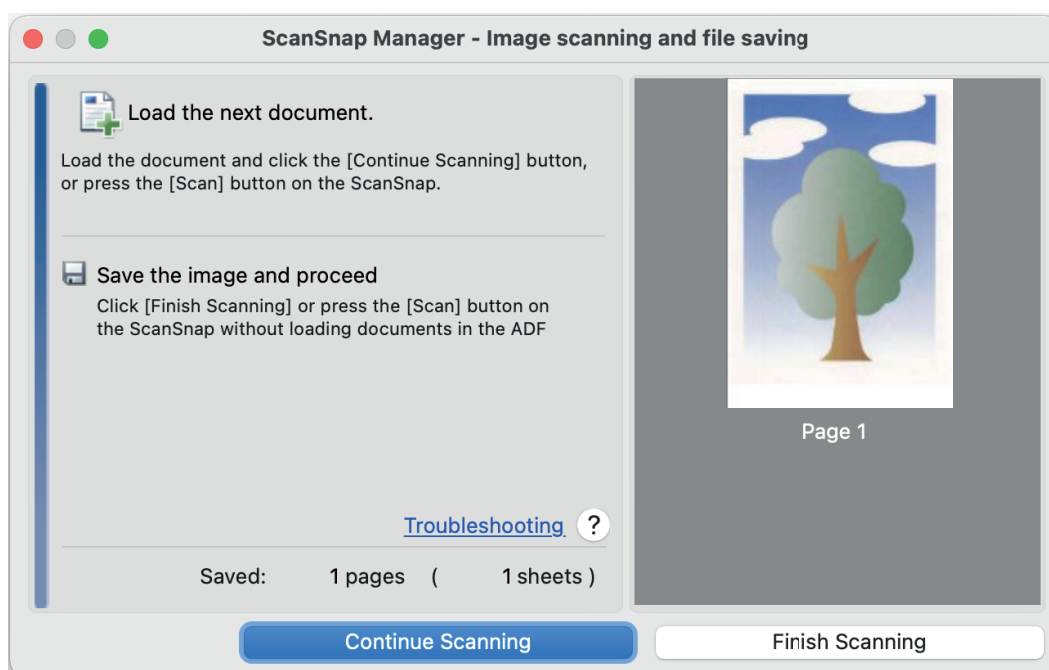 ScanSnap Manager - Image scanning and file saving
Load the next document.
Load the document and click the [Continue Scanning] button,
or press the [Scan] button on the ScanSnap.
Save the image and proceed
Click [Finish Scanning] or press the [Scan] button on
the ScanSnap without loading documents in the ADF
Troubleshooting ?
Saved: 1 pages ( 1 sheets )
Page 1
Continue Scanning
Finish Scanning